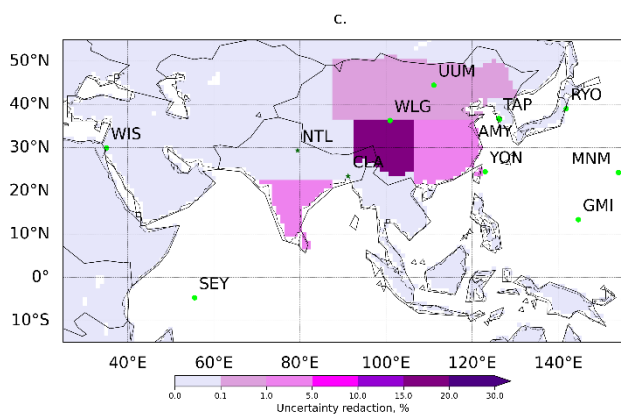 c.
50°N
UUM
40°N
WLG
TAP
RYO
WIS
NTL
AMY
30°N
CLA
YON
MNM
20°N
GMI
10°N
0°
SEY
10°S
40°E 60°E 80°E 100°E 120°E 140°E
0.0 0.1 1.0 5.0 10.0 15.0 20.0 30.0
Uncertainty redaction, %